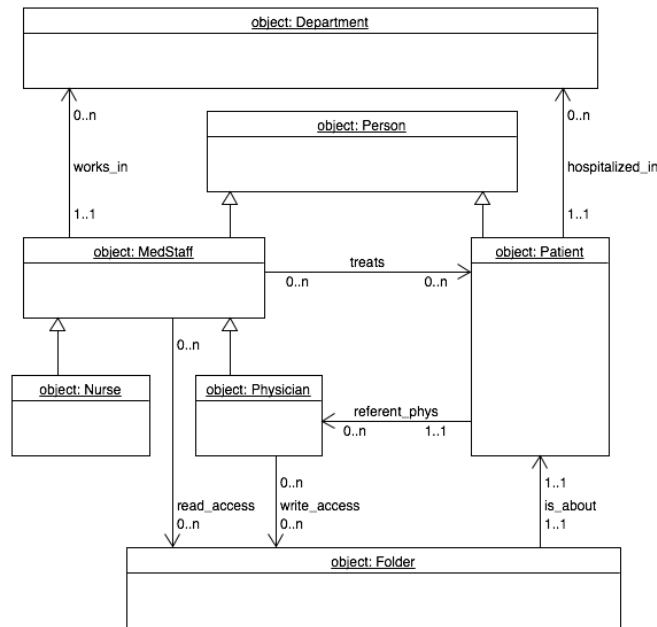 object: Department
0..n
0..n
object: Person
works_in
hospitalized_in
1..1
1..1
object: MedStaff
object: Patient
treats
0..n
0..n
0..n
object: Nurse
object: Physician
referent_phys
0..n
1..1
0..n
1..1
read_access
write_access
is_about
0..n
0..n
1..1
object: Folder